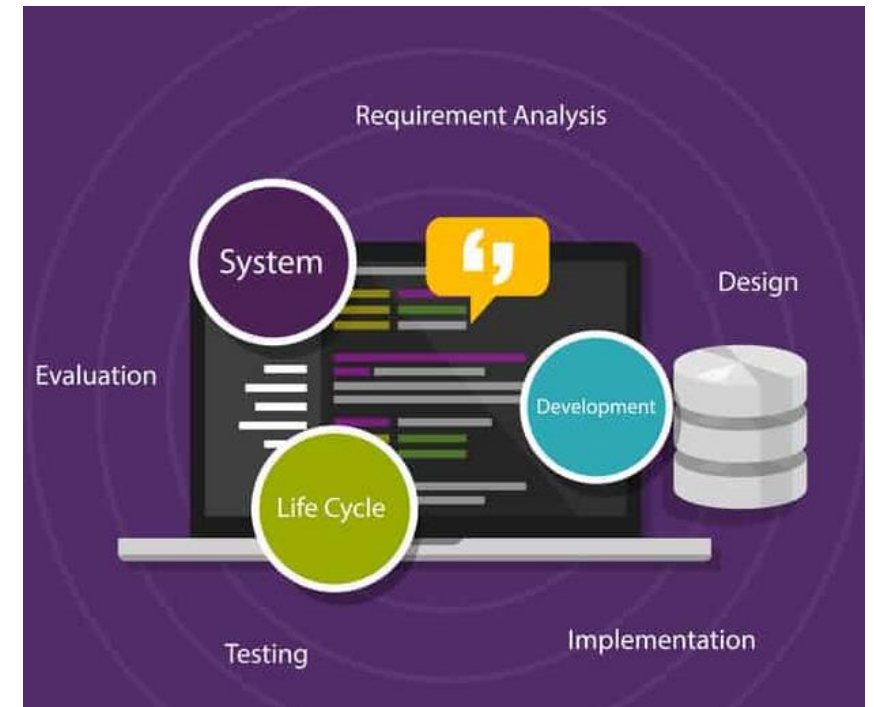 Requirement Analysis
System
Design
Evaluation
Development
Life Cycle
Implementation
Testing